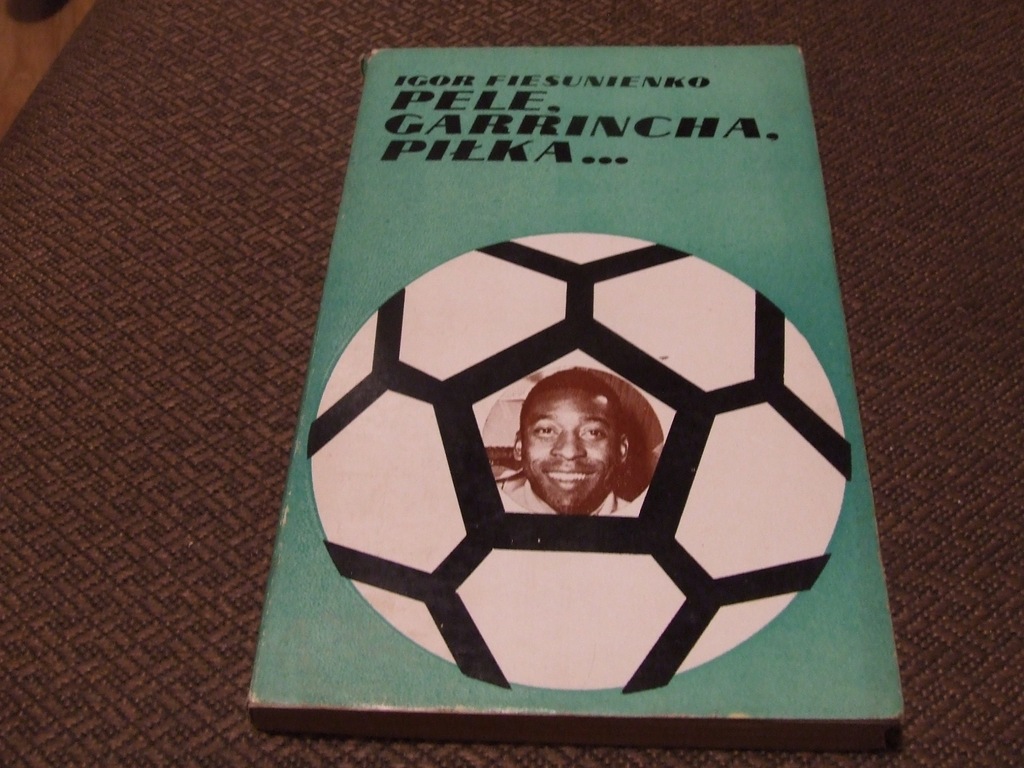 IGOR FIESUNIENKO
PELE,
GARRINCHA,
PIŁKA...